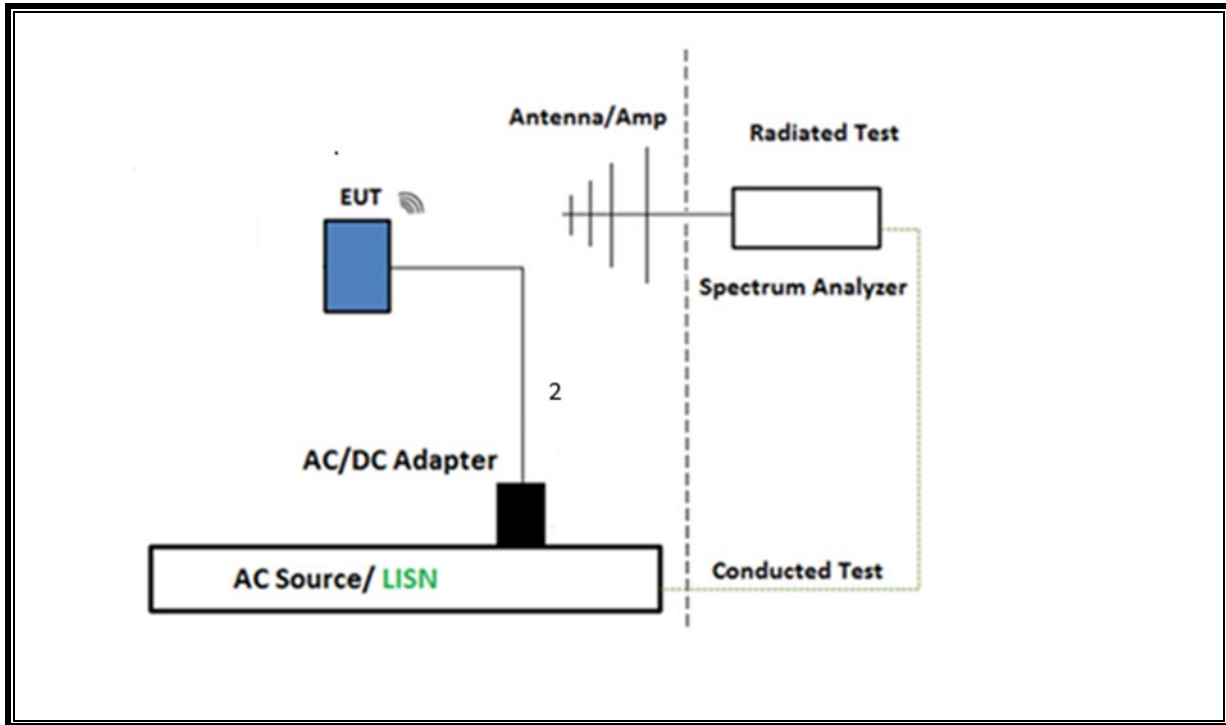 Antenna/Amp
Radiated Test
EUT
Spectrum Analyzer
2
AC/DC Adapter
AC Source/ LISN
Conducted Test